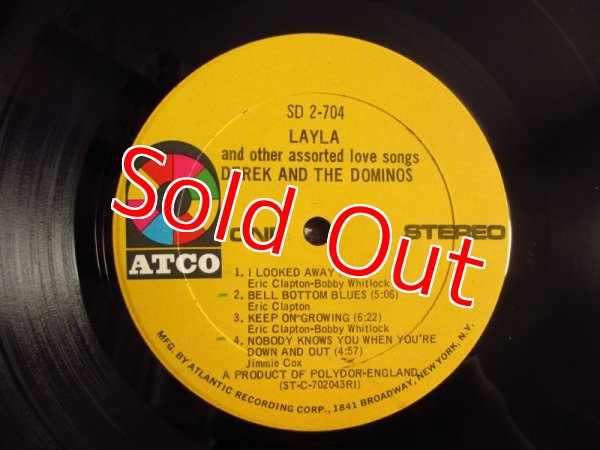 SD 2-704
LAYLA
and other assorted love songs
DEREK AND THE DOMINOS
ATCO
STEREO
1. I LOOKED AWAY
Eric Clapton-Bobby Whitlock
2. BELL BOTTOM BLUES (5:06)
Eric Clapton
3. KEEP ON GROWING (6:22)
Eric Clapton-Bobby Whitlock
4. NOBODY KNOWS YOU WHEN YOU'RE
DOWN AND OUT (4:57)
Jimmie Cox
A PRODUCT OF POLYDOR-ENGLAND
(ST-C-702043RI)
MFG. BY ATLANTIC RECORDING CORP., 1841 BROADWAY, NEW YORK, N.Y.
Sold Out